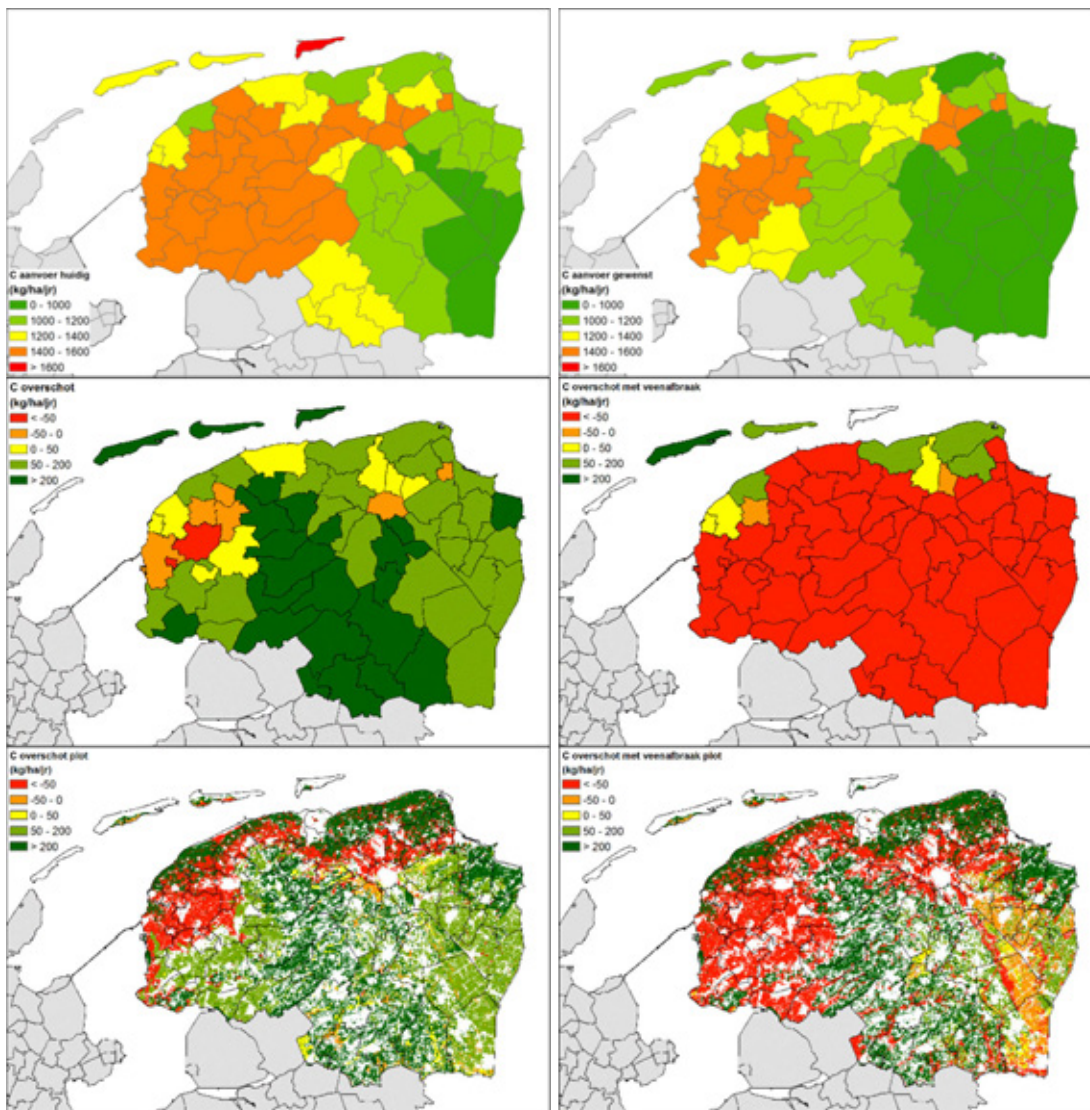 C aanvoer huidig
(kg/ha/jr)
0 - 1000
1000 - 1200
1200 - 1400
1400 - 1600
> 1600
C aanvoer gewenst
(kg/ha/jr)
0 - 1000
1000 - 1200
1200 - 1400
1400 - 1600
> 1600
C overschot
(kg/ha/jr)
< -50
-50 - 0
0 - 50
50 - 200
> 200
C overschot met veenafbraak
(kg/ha/jr)
< -50
-50 - 0
0 - 50
50 - 200
> 200
C overschot plot
(kg/ha/jr)
< -50
-50 - 0
0 - 50
50 - 200
> 200
C overschot met veenafbraak plot
(kg/ha/jr)
< -50
-50 - 0
0 - 50
50 - 200
> 200